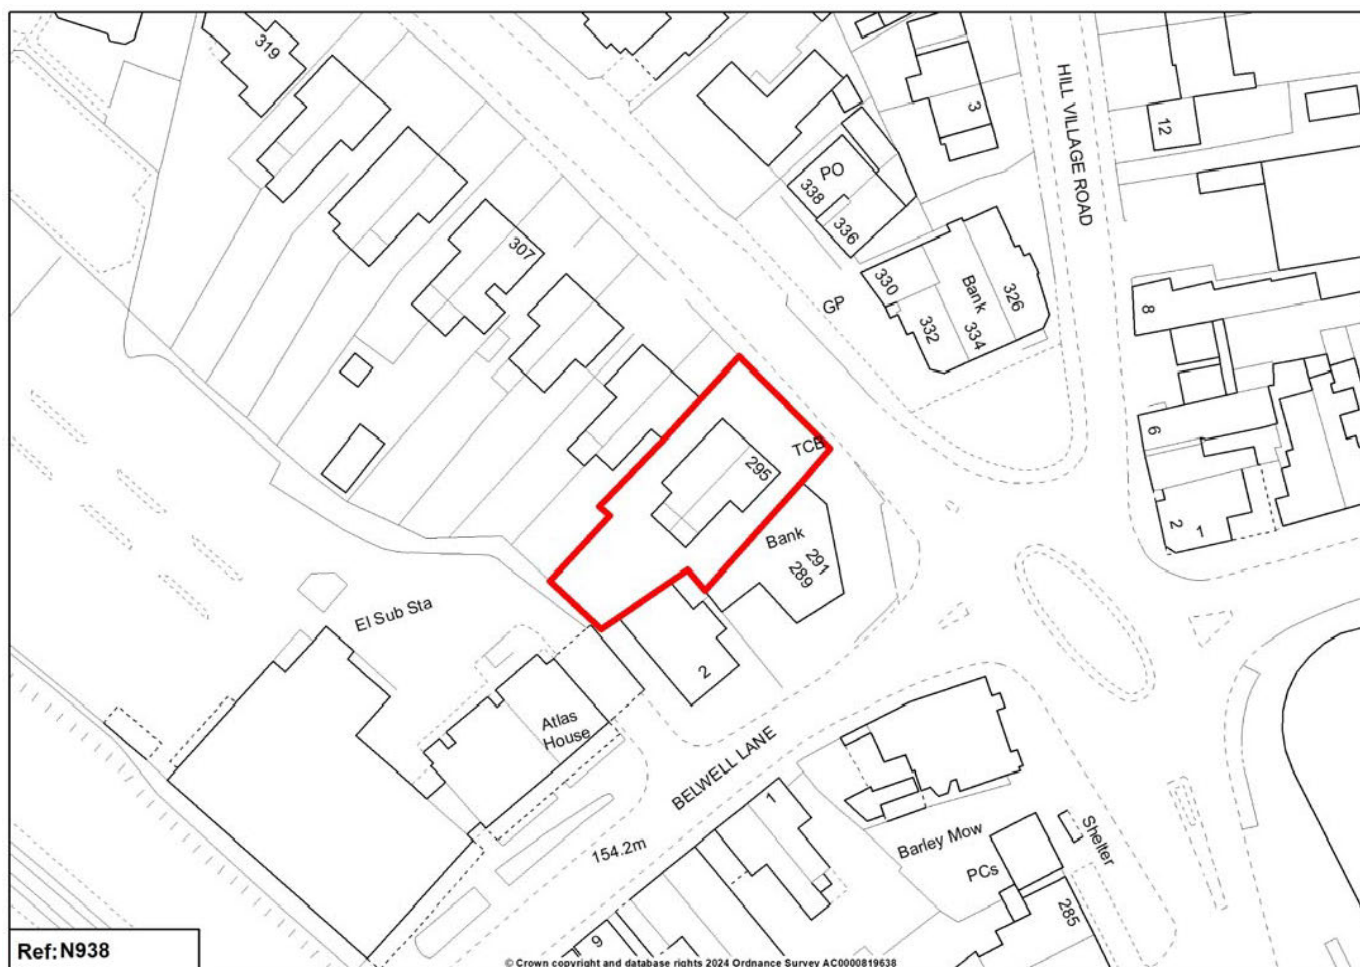 319
HILL VILLAGE ROAD
3
12
PO
338
336
307
330
Bank
326
332
334
GP
8
6
2
1
TCB
295
Bank
291
289
El Sub Sta
2
Atlas
House
BELWELL LANE
154.2m
1
Barley Mow
Shelter
PCs
285
9
Ref:N938
© Crown copyright and database rights 2024 Ordnance Survey AC0000819638